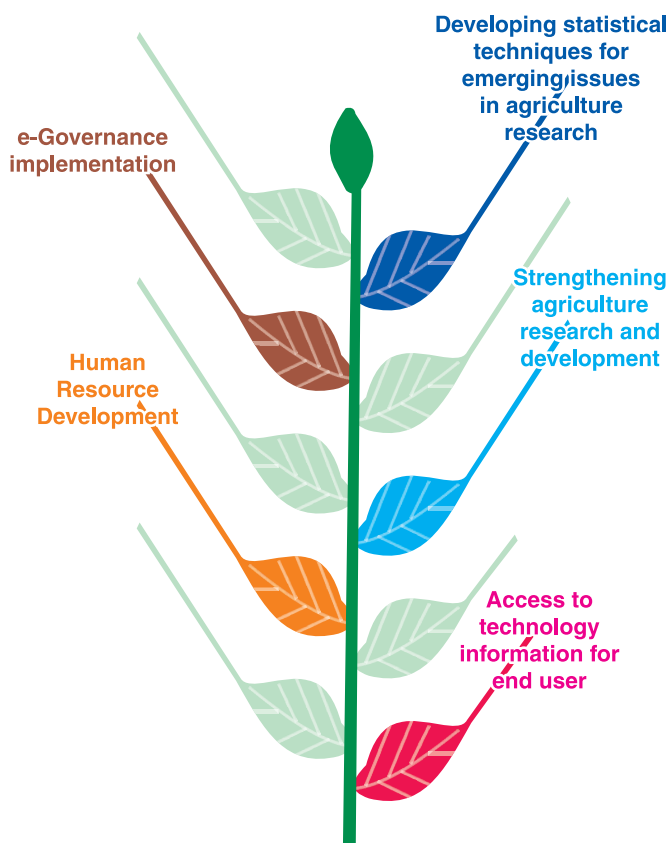 Developing statistical
techniques for
emerging issues
in agriculture
research
e-Governance
implementation
Strengthening
agriculture
research and
development
Human
Resource
Development
Access to
technology
information for
end user